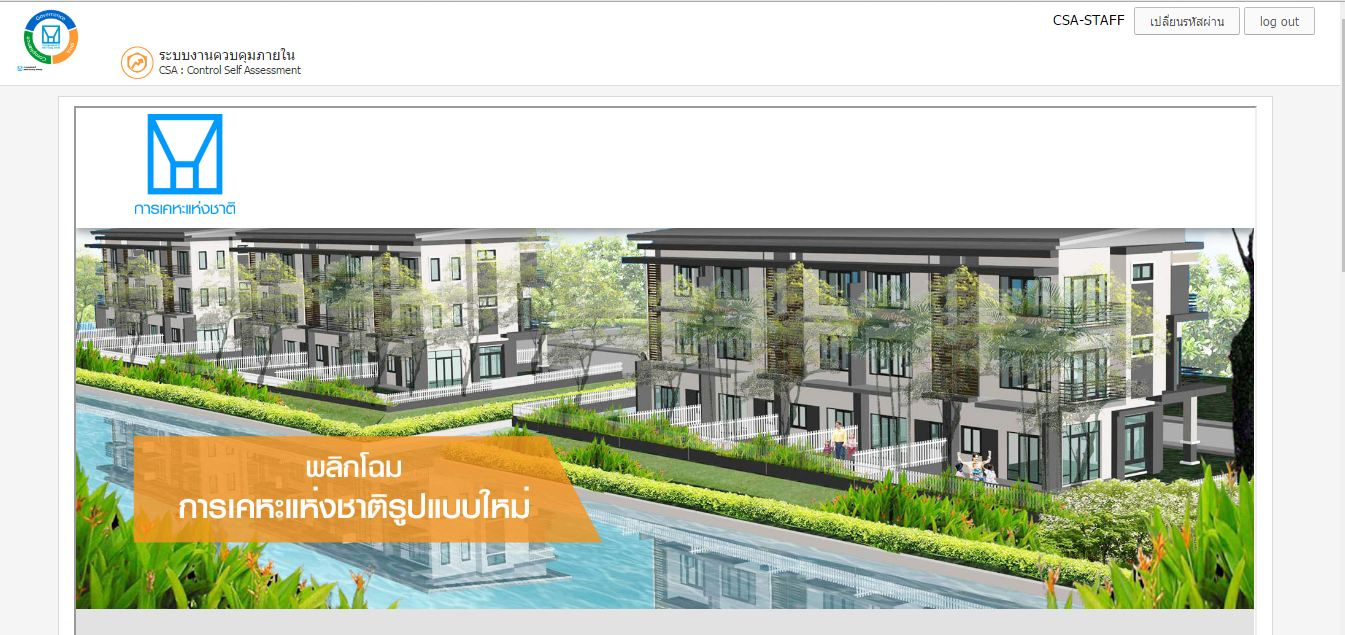 Governance
CSA-STAFF
เปลี่ยนรหัสผ่าน
log out
ระบบงานควบคุมภายใน
CSA : Control Self Assessment
การเคหะแห่งชาติ
พลิกโฉม
การเคหะแห่งชาติรูปแบบใหม่